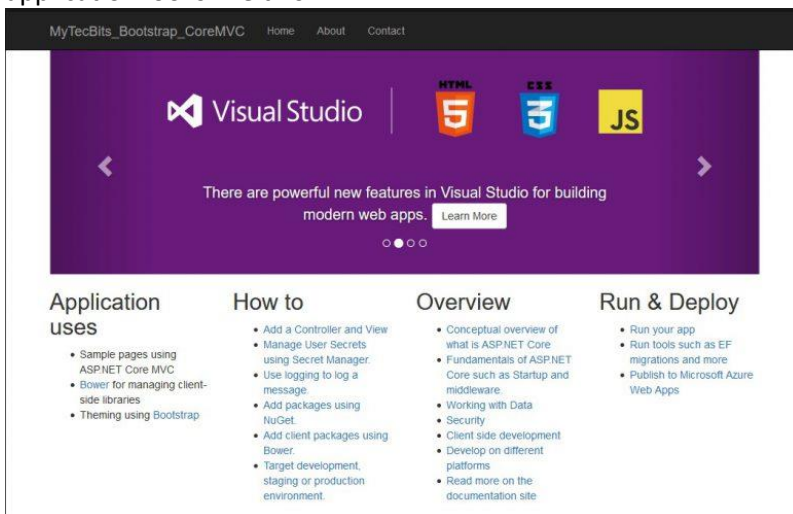 MyTecBits_Bootstrap_CoreMVC Home About Contact
Visual Studio
HTML
5
CSS
3
JS
There are powerful new features in Visual Studio for building
modern web apps. Learn More
Application
uses
Sample pages using
ASP.NET Core MVC
Bower for managing client-
side libraries
Theming using Bootstrap
How to
Add a Controller and View
Manage User Secrets
using Secret Manager.
Use logging to log a
message.
Add packages using
NuGet.
Add client packages using
Bower.
Target development,
staging or production
environment.
Overview
Conceptual overview of
what is ASP.NET Core
Fundamentals of ASP.NET
Core such as Startup and
middleware.
Working with Data
Security
Client side development
Develop on different
platforms
Read more on the
documentation site
Run & Deploy
Run your app
Run tools such as EF
migrations and more
Publish to Microsoft Azure
Web Apps